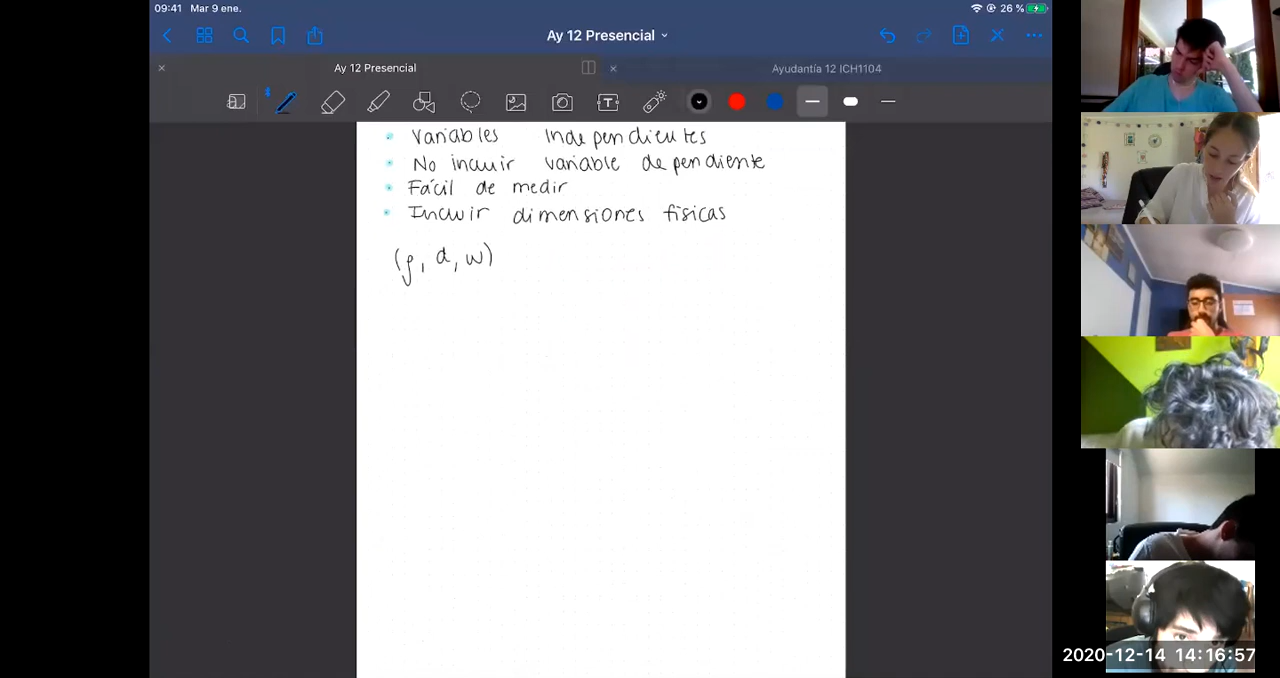 09:41 Mar 9 ene.
26 %
Ay 12 Presencial
Ay 12 Presencial
Ayudantía 12 ICH1104
T
• Variables Independientes
• No incluir variable dependiente
• Fácil de medir
• Incluir dimensiones físicas
(ρ, d, w)
2020-12-14 14:16:57